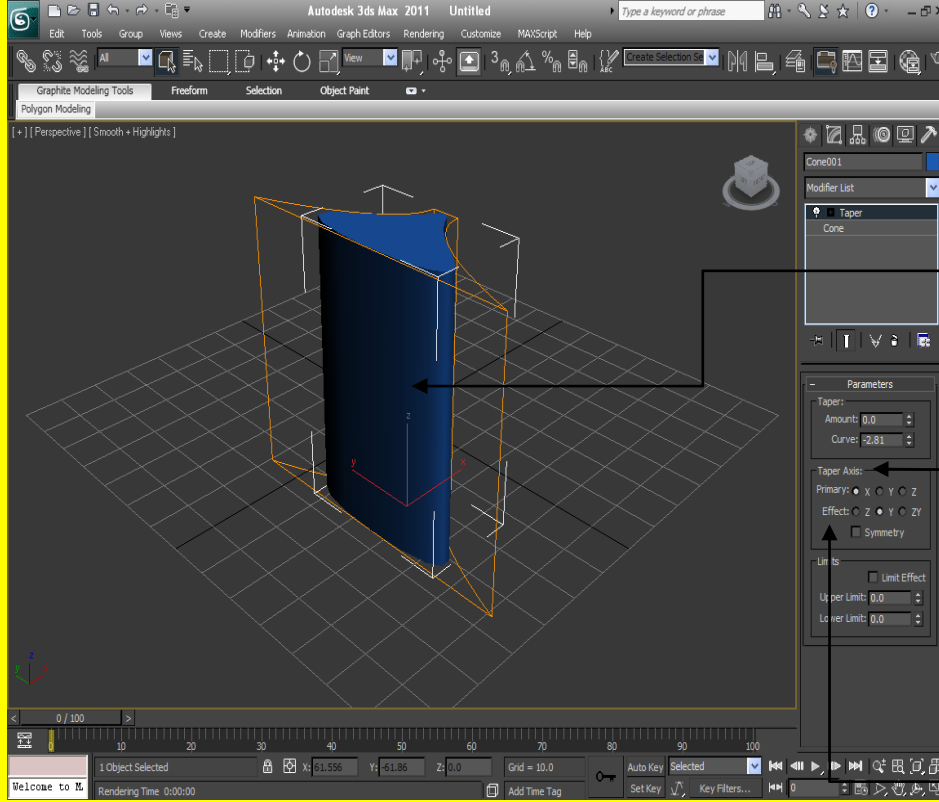 Autodesk 3ds Max 2011 Untitled
Type a keyword or phrase
Edit Tools Group Views Create Modifiers Animation Graph Editors Rendering Customize MAXScript Help
All
View
3
Create Selection Se
ABC
Graphite Modeling Tools Freeform Selection Object Paint
Polygon Modeling
[ + ] [ Perspective ] [ Smooth + Highlights ]
Cone001
Modifier List
Taper
Cone
Parameters
Taper:
Amount: 0.0
Curve: -2.81
Taper Axis:
Primary: X Y Z
Effect: Z Y ZY
Symmetry
Limits
Limit Effect
Upper Limit: 0.0
Lower Limit: 0.0
z
y
x
z
y
x
0 / 100
0 10 20 30 40 50 60 70 80 90 100
1 Object Selected X: 61.556 Y: -61.86 Z: 0.0 Grid = 10.0 Auto Key Selected
Welcome to M. Rendering Time 0:00:00 Add Time Tag Set Key Key Filters... 0